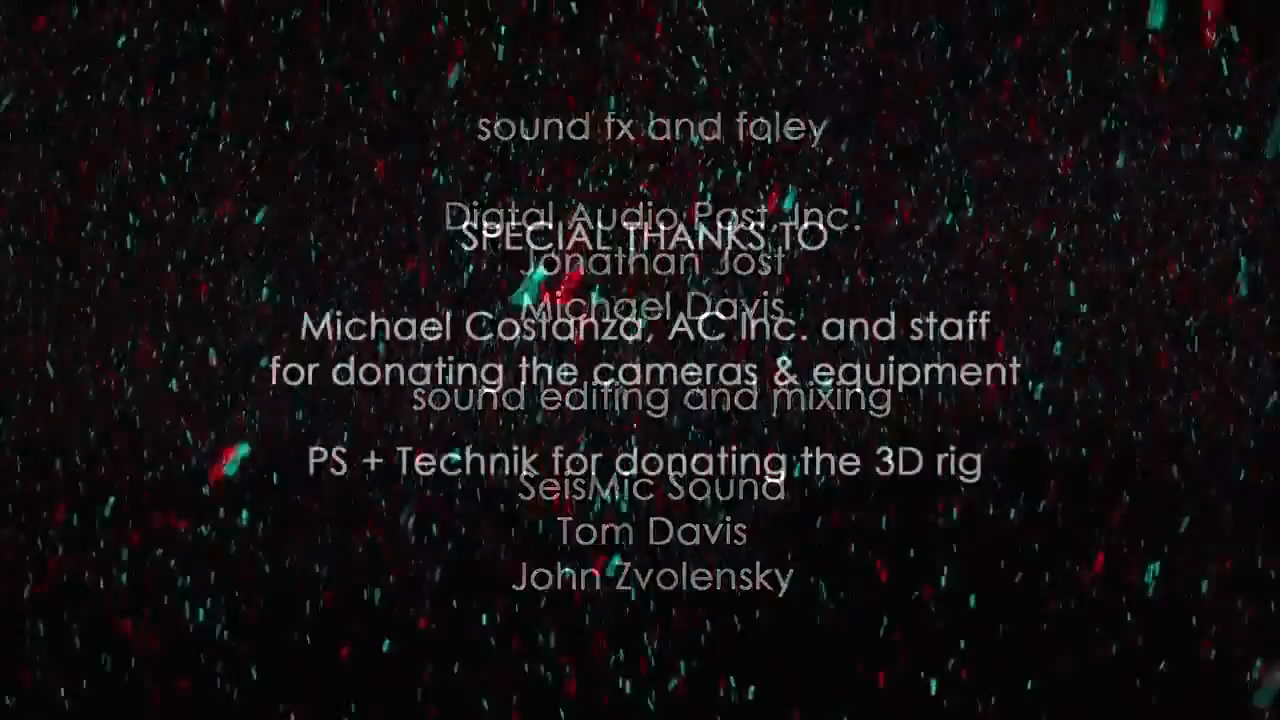 sound fx and foley
Digtal Audio Post, Inc.
SPECIAL THANKS TO
Jonathan Jost
Michael Davis
Michael Costanza, AC Inc. and staff
for donating the cameras & equipment
sound editing and mixing
PS + Technik for donating the 3D rig
SeisMic Sound
Tom Davis
John Zvolensky